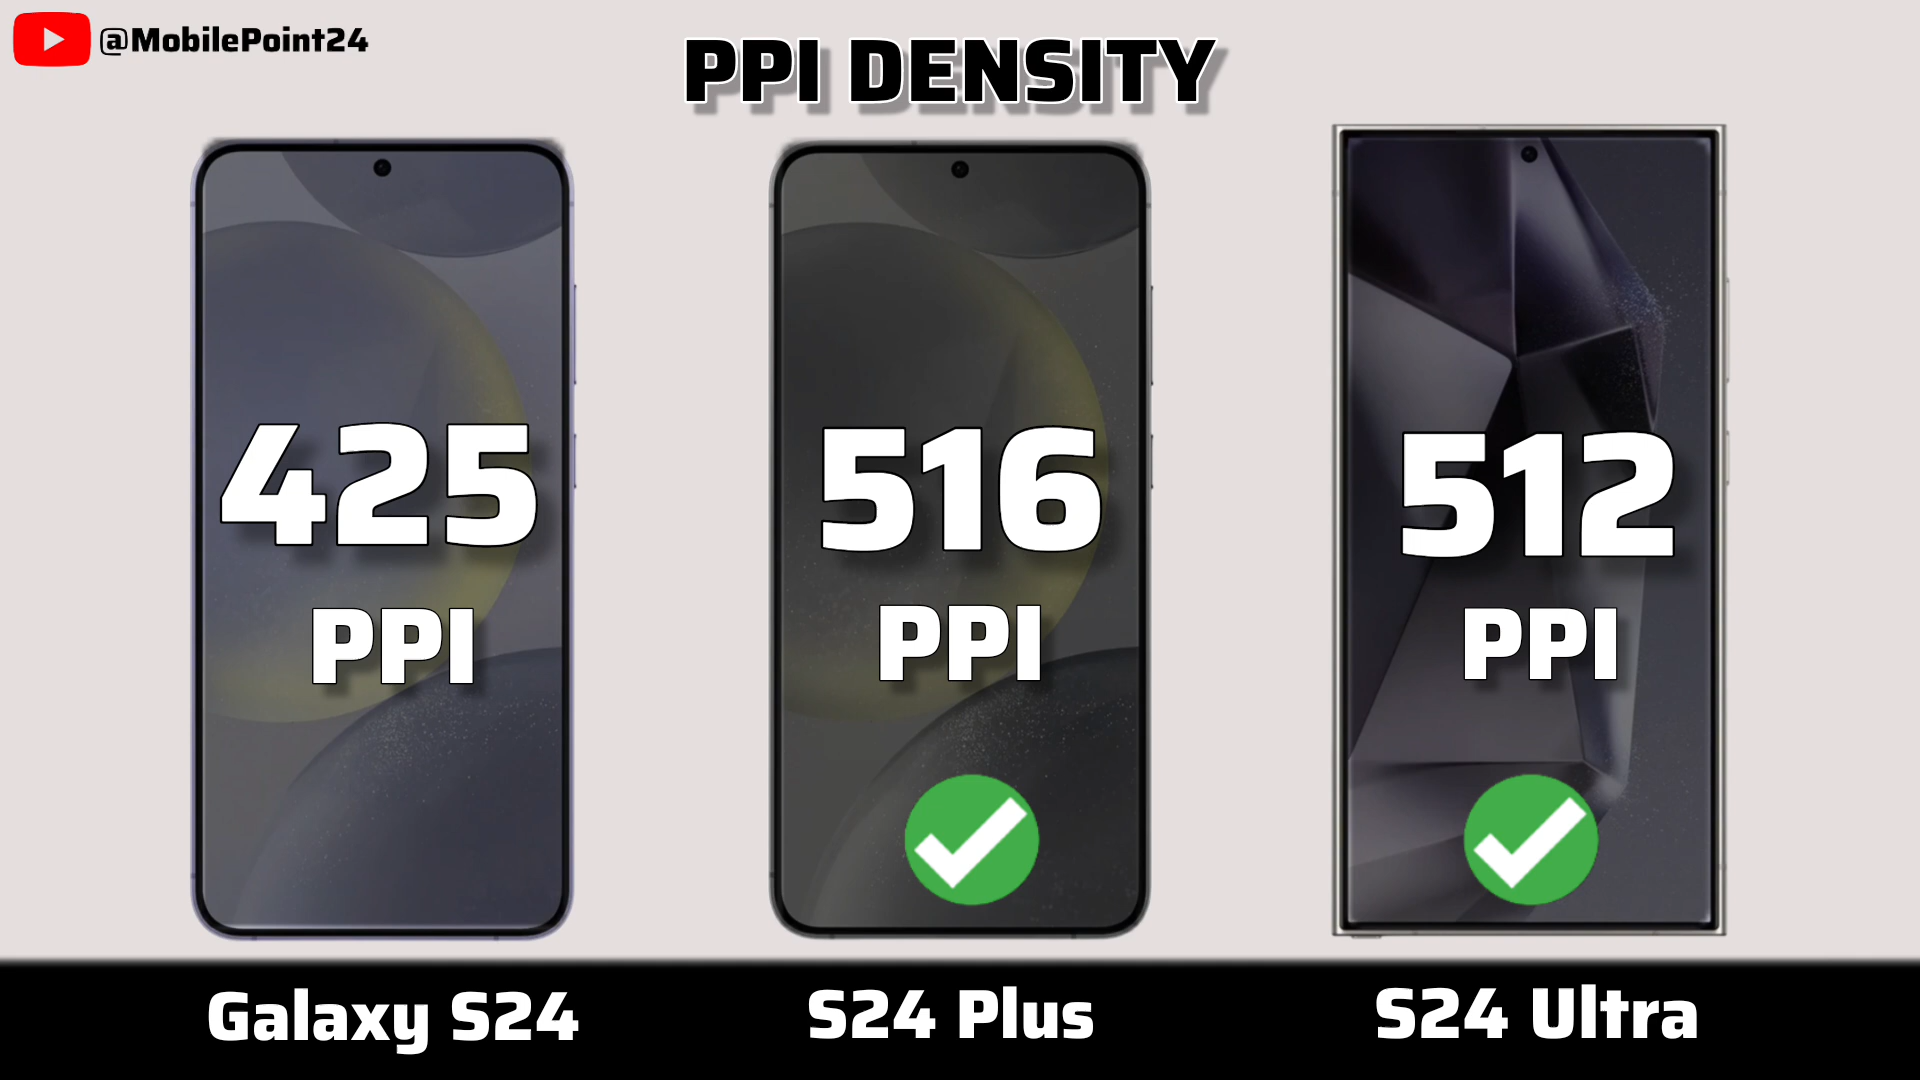 @MobilePoint24
PPI DENSITY
425
PPI
516
PPI
512
PPI
Galaxy S24
S24 Plus
S24 Ultra